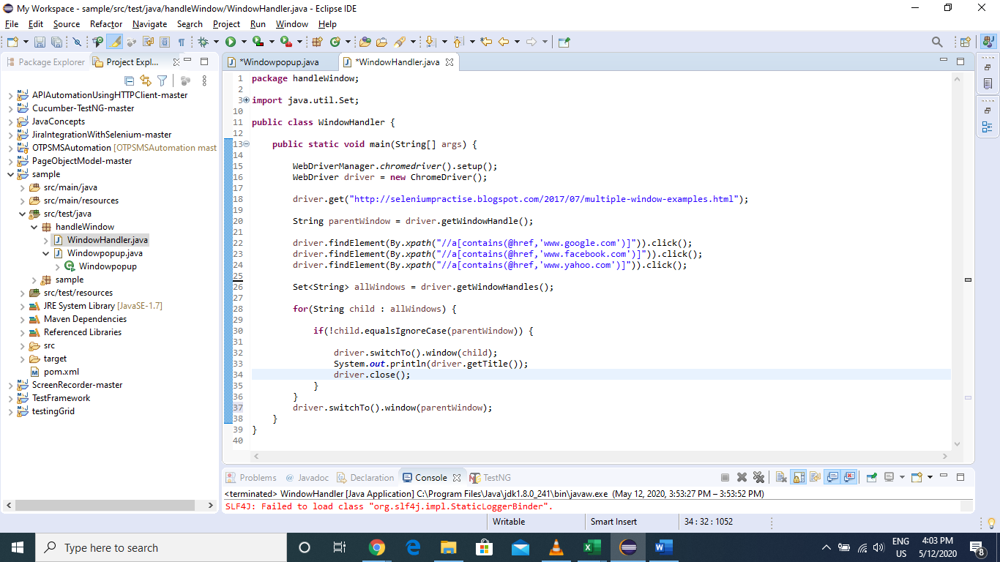 My Workspace - sample/src/test/java/handleWindow/WindowHandler.java - Eclipse IDE
File Edit Source Refactor Navigate Search Project Run Window Help
Package Explorer
Project Expl...
APIAutomationUsingHTTPClient-master
Cucumber-TestNG-master
JavaConcepts
JiraIntegrationWithSelenium-master
OTPSMSAutomation [OTPSMSAutomation mast
PageObjectModel-master
sample
src/main/java
src/main/resources
src/test/java
handleWindow
WindowHandler.java
Windowpopup.java
Windowpopup
sample
src/test/resources
JRE System Library [JavaSE-1.7]
Maven Dependencies
Referenced Libraries
src
target
pom.xml
ScreenRecorder-master
TestFramework
testingGrid
*Windowpopup.java
*WindowHandler.java
1 package handleWindow;
2
3 import java.util.Set;
10
11 public class WindowHandler {
12
13 public static void main(String[] args) {
14
15 WebDriverManager.chromedriver().setup();
16 WebDriver driver = new ChromeDriver();
17
18 driver.get("http://seleniumpractise.blogspot.com/2017/07/multiple-window-examples.html");
19
20 String parentWindow = driver.getWindowHandle();
21
22 driver.findElement(By.xpath("//a[contains(@href,'www.google.com')]")).click();
23 driver.findElement(By.xpath("//a[contains(@href,'www.facebook.com')]")).click();
24 driver.findElement(By.xpath("//a[contains(@href,'www.yahoo.com')]")).click();
25
26 Set<String> allWindows = driver.getWindowHandles();
27
28 for(String child : allWindows) {
29
30 if(!child.equalsIgnoreCase(parentWindow)) {
31
32 driver.switchTo().window(child);
33 System.out.println(driver.getTitle());
34 driver.close();
35 }
36 }
37 driver.switchTo().window(parentWindow);
38 }
39 }
40
Problems @ Javadoc Declaration Console TestNG
<terminated> WindowHandler [Java Application] C:\Program Files\Java\jdk1.8.0_241\bin\javaw.exe (May 12, 2020, 3:53:27 PM – 3:53:52 PM)
SLF4J: Failed to load class "org.slf4j.impl.StaticLoggerBinder".
Writable Smart Insert 34 : 32 : 1052
Type here to search
ENG
US
4:03 PM
5/12/2020
8